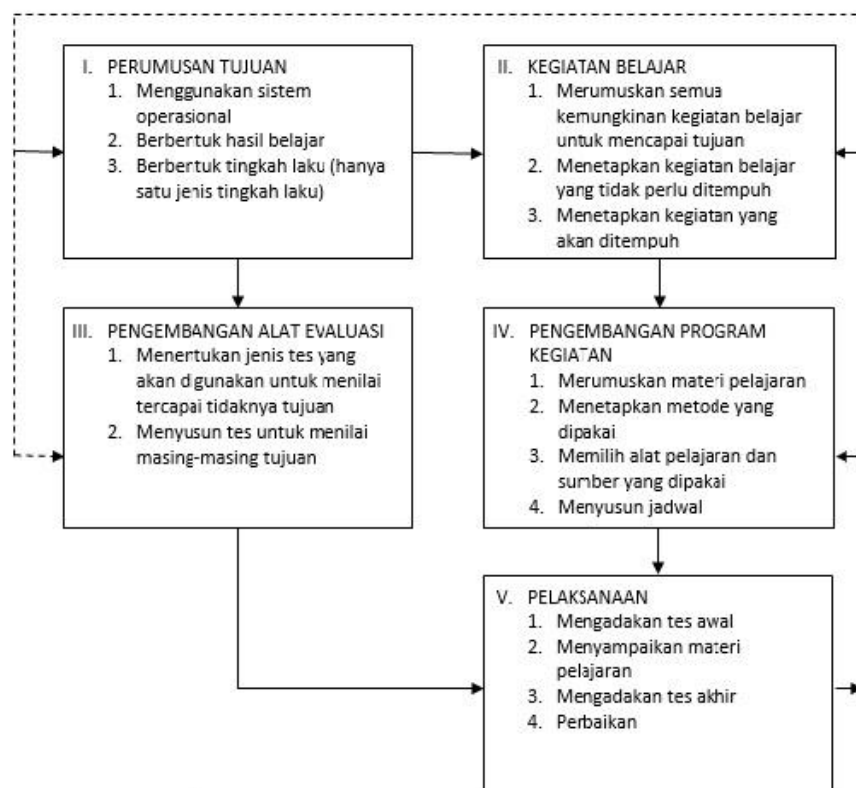 I. PERUMUSAN TUJUAN
1. Menggunakan sistem
operasional
2. Berbertuk hasil belajar
3. Berbertuk tingkah laku (hanya
satu jenis tingkah laku)
II. KEGIATAN BELAJAR
1. Merumuskan semua
kemungkinan kegiatan belajar
untuk mencapai tujuan
2. Menetapkan kegiatan belajar
yang tidak perlu ditempuh
3. Menetapkan kegiatan yang
akan ditempuh
III. PENGEMBANGAN ALAT EVALUASI
1. Menertukan jenis tes yang
akan digunakan untuk menilai
tercapai tidaknya tujuan
2. Menyusun tes untuk menilai
masing-masing tujuan
IV. PENGEMBANGAN PROGRAM
KEGIATAN
1. Merumuskan materi pelajaran
2. Menetapkan metode yang
dipakai
3. Memilih alat pelajaran dan
sumber yang dipakai
4. Menyusun jadwal
V. PELAKSANAAN
1. Mengadakan tes awal
2. Menyampaikan materi
pelajaran
3. Mengadakan tes akhir
4. Perbaikan